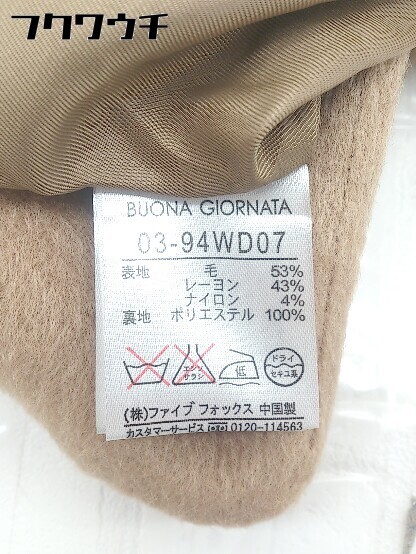 フクワウチ
BUONA GIORNATA
03-94WD07
表地 毛 53%
レーヨン 43%
ナイロン 4%
裏地 ポリエステル 100%
エンソサラシ 低 ドライ セキユ系
(株)ファイブ フォックス 中国製
カスタマーサービス 0120-114563